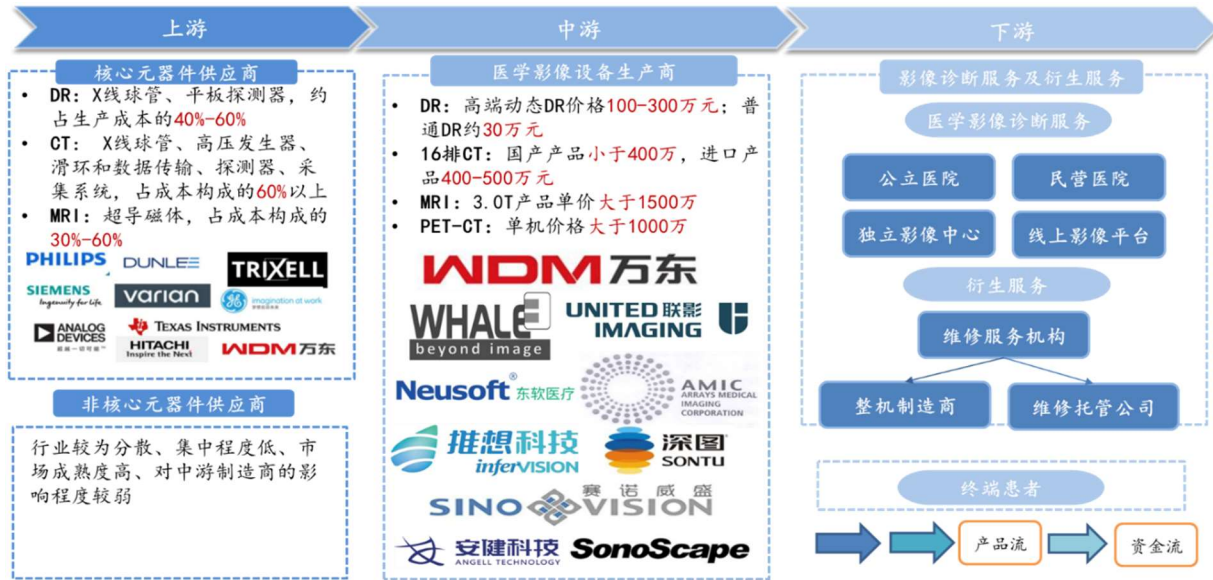 上游
中游
下游
核心元器件供应商
• DR：X线球管、平板探测器，约
占生产成本的40%-60%
• CT： X线球管、高压发生器、
滑环和数据传输、探测器、采
集系统，占成本构成的60%以上
• MRI：超导磁体，占成本构成的
30%-60%
PHILIPS
DUNLEE
TRIXELL
SIEMENS
Ingenuity for life
varian
imagination at work
ANALOG
DEVICES
超越一切可能™
TEXAS INSTRUMENTS
HITACHI
Inspire the Next
WDM万东
非核心元器件供应商
行业较为分散、集中程度低、市
场成熟度高、对中游制造商的影
响程度较弱
医学影像设备生产商
• DR：高端动态DR价格100-300万元；普
通DR约30万元
• 16排CT：国产产品小于400万，进口产
品400-500万元
• MRI：3.0T产品单价大于1500万
• PET-CT：单机价格大于1000万
WDM万东
WHALE
beyond image
UNITED 联影
IMAGING
Neusoft® 东软医疗
AMIC
ARRAYS MEDICAL
IMAGING
CORPORATION
推想科技
inferVISION
深图
SONTU
赛诺威盛
SINO VISION
安健科技
ANGELL TECHNOLOGY
SonoScape
影像诊断服务及衍生服务
医学影像诊断服务
公立医院
民营医院
独立影像中心
线上影像平台
衍生服务
维修服务机构
整机制造商
维修托管公司
终端患者
产品流
资金流